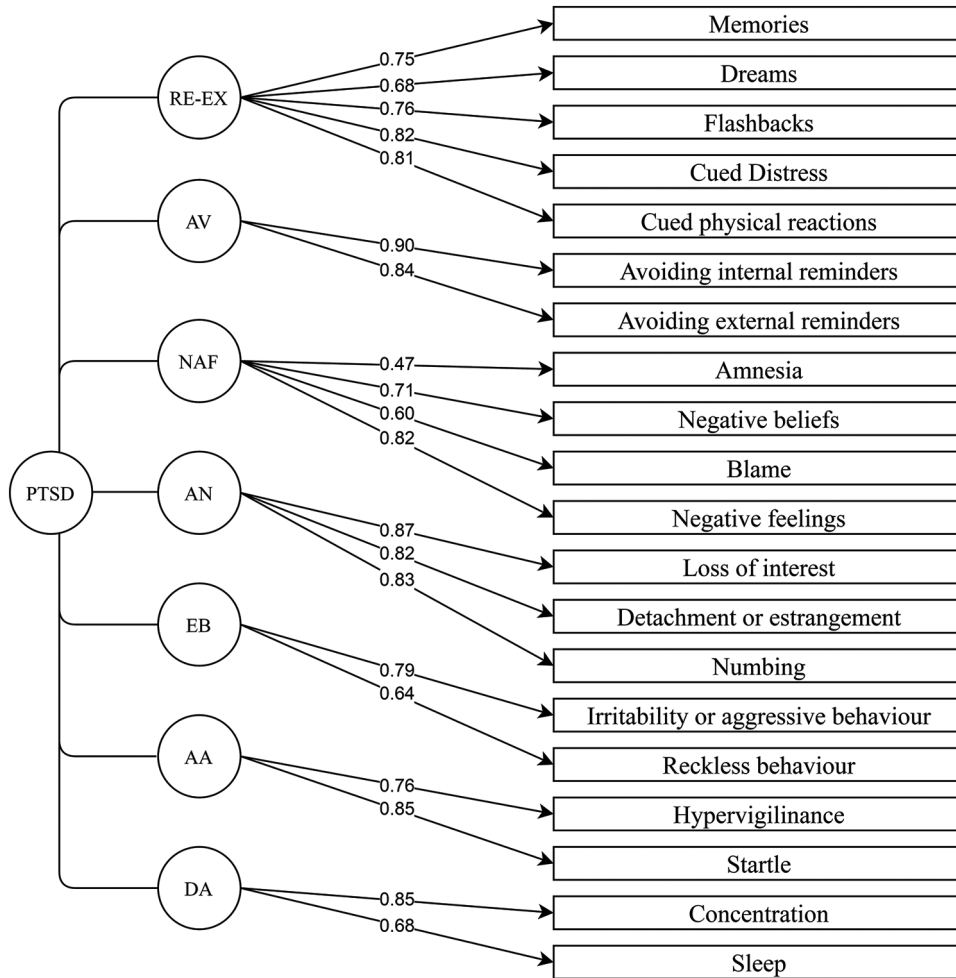 Memories
0.75
RE-EX
0.68
Dreams
0.76
Flashbacks
0.82
Cued Distress
0.81
Cued physical reactions
AV
0.90
Avoiding internal reminders
0.84
Avoiding external reminders
NAF
0.47
Amnesia
0.71
Negative beliefs
0.60
Blame
0.82
Negative feelings
PTSD
AN
0.87
Loss of interest
0.82
Detachment or estrangement
0.83
Numbing
EB
0.79
Irritability or aggressive behaviour
0.64
Reckless behaviour
AA
0.76
Hypervigilinance
0.85
Startle
DA
0.85
Concentration
0.68
Sleep